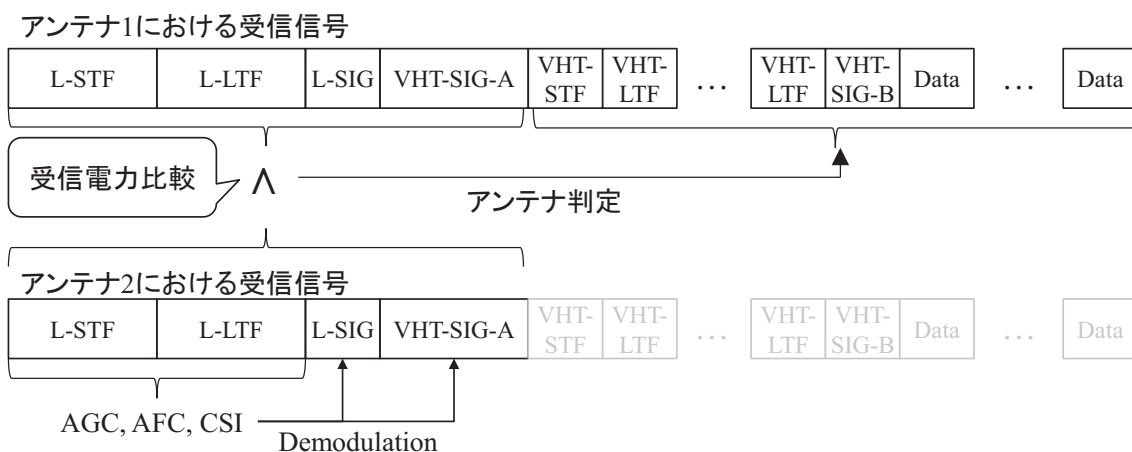 アンテナ1における受信信号
L-STF L-LTF L-SIG VHT-SIG-A VHT-STF VHT-LTF … VHT-LTF VHT-SIG-B Data … Data
受信電力比較
∧
アンテナ判定
アンテナ2における受信信号
L-STF L-LTF L-SIG VHT-SIG-A VHT-STF VHT-LTF … VHT-LTF VHT-SIG-B Data … Data
AGC, AFC, CSI
Demodulation